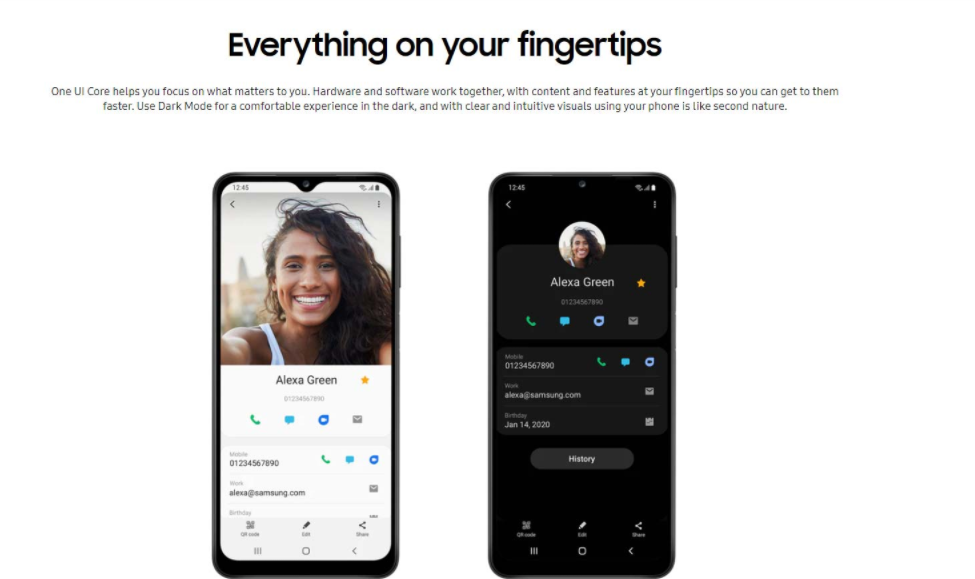 Everything on your fingertips
One UI Core helps you focus on what matters to you. Hardware and software work together, with content and features at your fingertips so you can get to them
faster. Use Dark Mode for a comfortable experience in the dark, and with clear and intuitive visuals using your phone is like second nature.
12:45
Alexa Green
01234567890
Mobile
01234567890
Work
alexa@samsung.com
Birthday
QR code
Edit
Share
12:45
Alexa Green
01234567890
Mobile
01234567890
Work
alexa@samsung.com
Birthday
Jan 14, 2020
History
QR code
Edit
Share